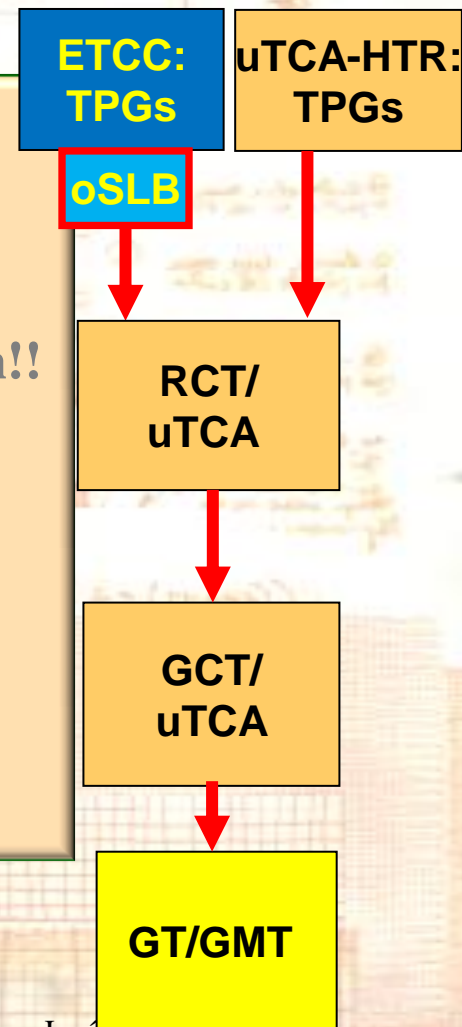 ETCC:
TPGs
uTCA-HTR:
TPGs
oSLB
!!
RCT/
uTCA
GCT/
uTCA
GT/GMT